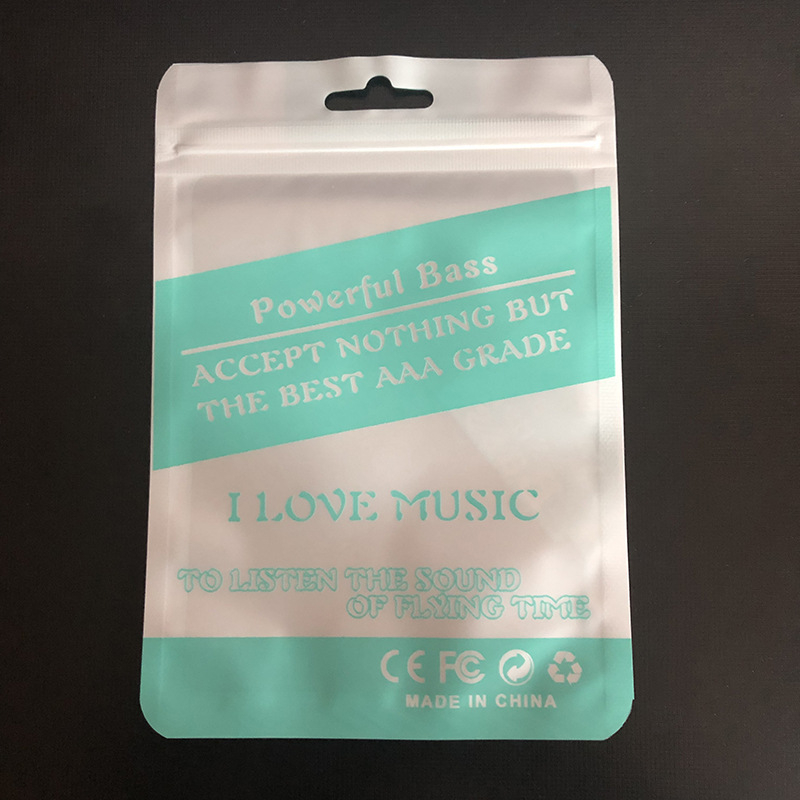 Powerful Bass
ACCEPT NOTHING BUT
THE BEST AAA GRADE
I LOVE MUSIC
TO LISTEN THE SOUND
OF FLYING TIME
CE FC
MADE IN CHINA